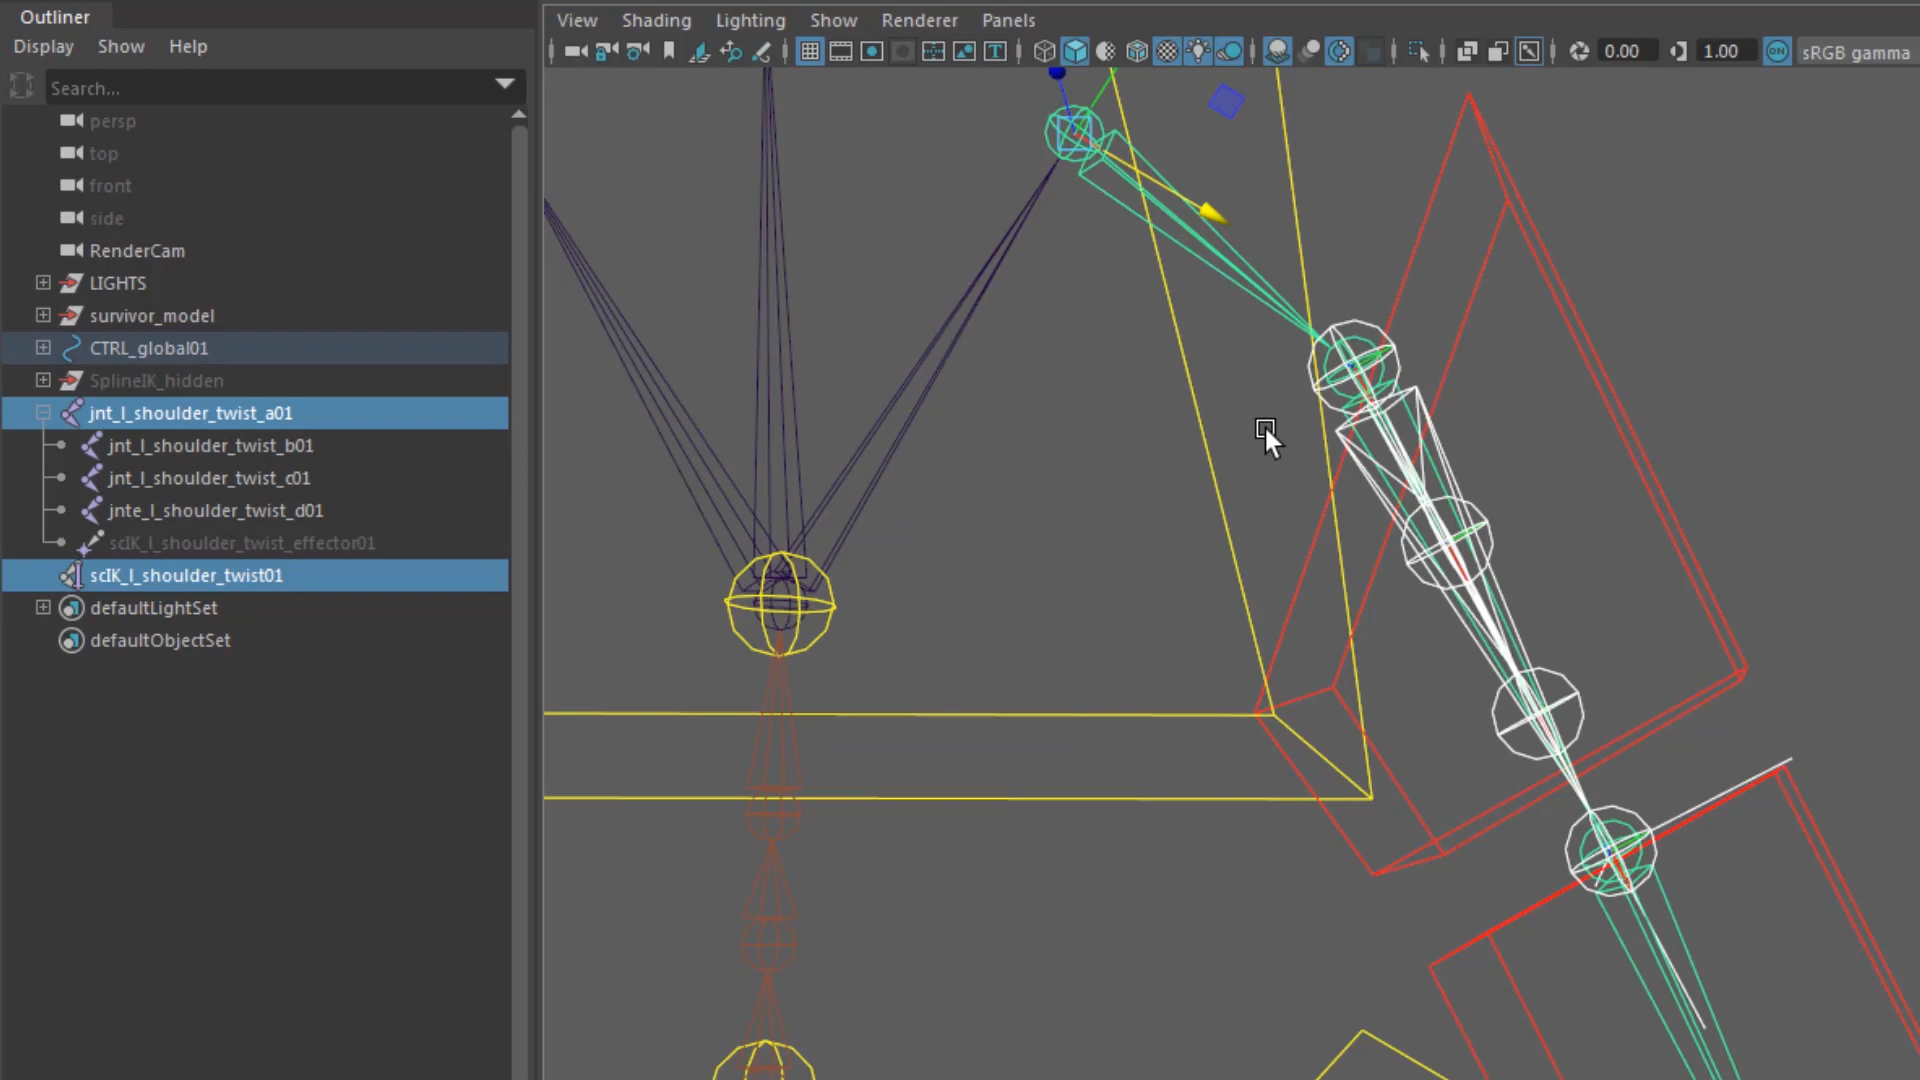 Outliner
Display Show Help
Search...
persp
top
front
side
RenderCam
LIGHTS
survivor_model
CTRL_global01
SplineIK_hidden
jnt_l_shoulder_twist_a01
jnt_l_shoulder_twist_b01
jnt_l_shoulder_twist_c01
jnte_l_shoulder_twist_d01
scIK_l_shoulder_twist_effector01
scIK_l_shoulder_twist01
defaultLightSet
defaultObjectSet
View Shading Lighting Show Renderer Panels
0.00 1.00 ON sRGB gamma